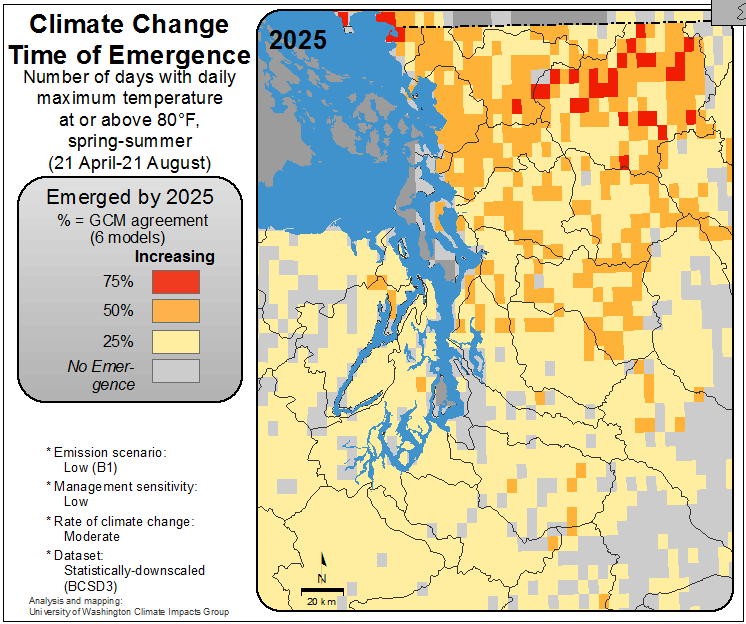 Climate Change
Time of Emergence
Number of days with daily
maximum temperature
at or above 80°F,
spring-summer
(21 April-21 August)
Emerged by 2025
% = GCM agreement
(6 models)
Increasing
75%
50%
25%
No Emer-
gence
* Emission scenario:
Low (B1)
* Management sensitivity:
Low
* Rate of climate change:
Moderate
* Dataset:
Statistically-downscaled
(BCSD3)
Analysis and mapping:
University of Washington Climate Impacts Group
2025
N
20 km